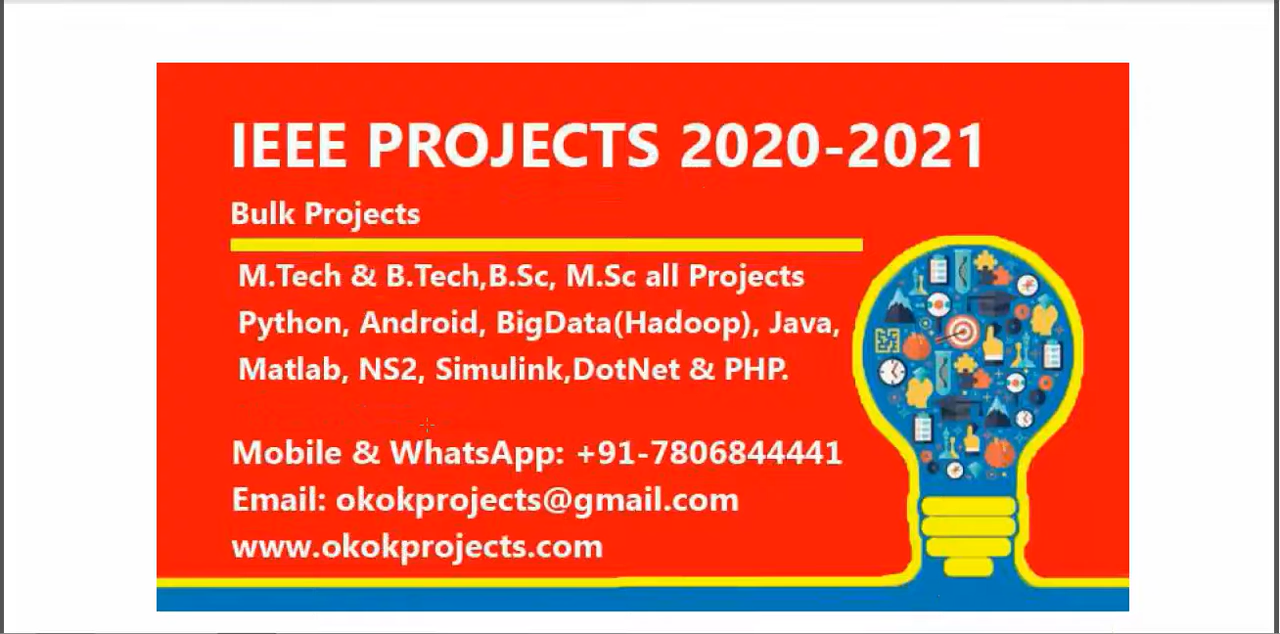 IEEE PROJECTS 2020-2021
Bulk Projects
M.Tech & B.Tech,B.Sc, M.Sc all Projects
Python, Android, BigData(Hadoop), Java,
Matlab, NS2, Simulink,DotNet & PHP.
Mobile & WhatsApp: +91-7806844441
Email: okokprojects@gmail.com
www.okokprojects.com